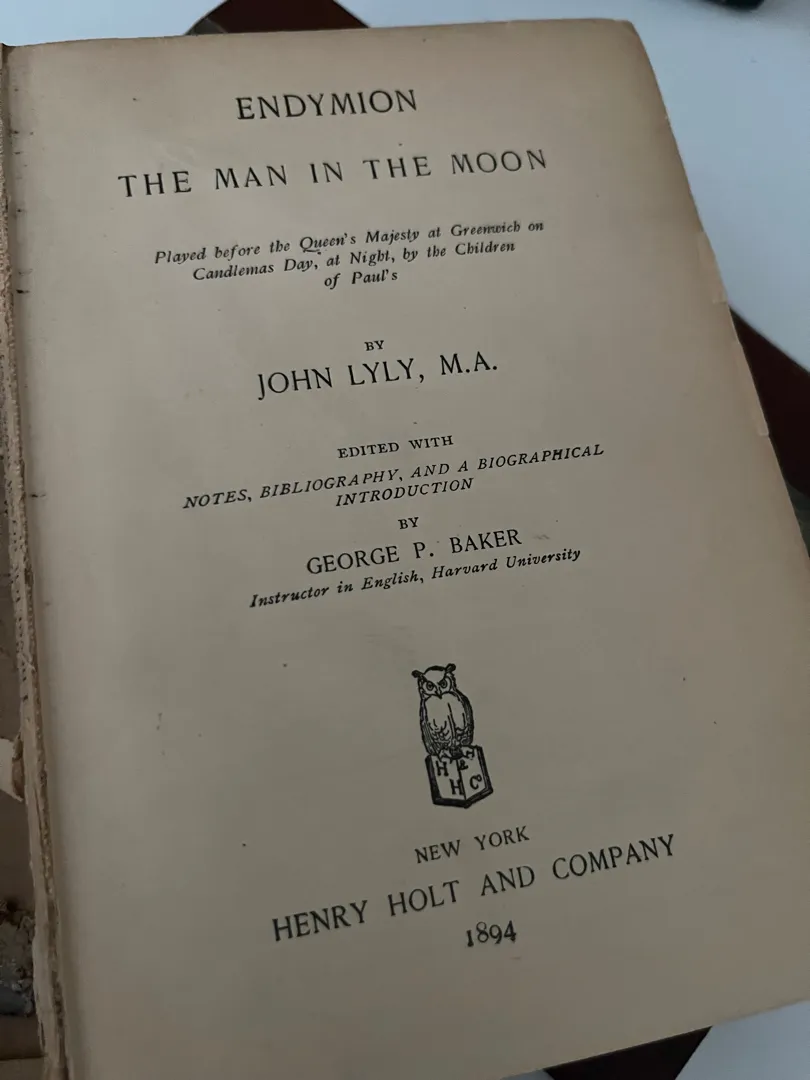 ENDYMION
THE MAN IN THE MOON
Played before the Queen's Majesty at Greenwich on
Candlemas Day, at Night, by the Children
of Paul's
BY
JOHN LYLY, M.A.
EDITED WITH
NOTES, BIBLIOGRAPHY, AND A BIOGRAPHICAL
INTRODUCTION
BY
GEORGE P. BAKER
Instructor in English, Harvard University
H & H
H Co
NEW YORK
HENRY HOLT AND COMPANY
1894